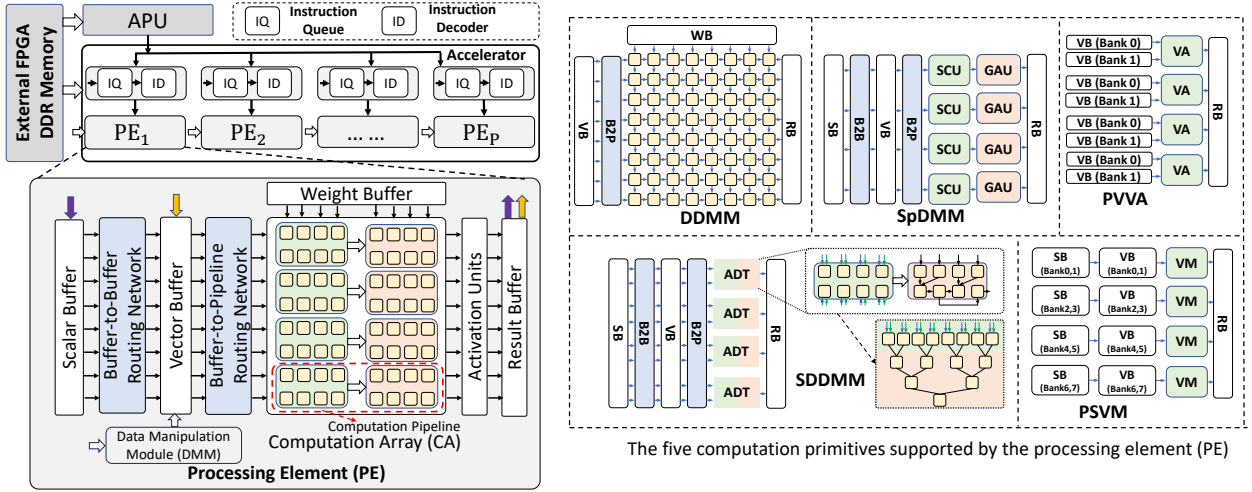 External FPGA
DDR Memory
APU
IQ
Instruction
Queue
ID
Instruction
Decoder
Accelerator
IQ
ID
IQ
ID
IQ
ID
IQ
ID
PE1
PE2
... ...
PEP
Weight Buffer
Scalar Buffer
Buffer-to-Buffer
Routing Network
Vector Buffer
Buffer-to-Pipeline
Routing Network
Activation Units
Result Buffer
Computation Pipeline
Computation Array (CA)
Data Manipulation
Module (DMM)
Processing Element (PE)
WB
VB
B2P
RB
DDMM
SB
B2B
VB
B2P
SCU
GAU
SCU
GAU
SCU
GAU
SCU
GAU
RB
SpDMM
VB (Bank 0)
VB (Bank 1)
VA
VB (Bank 0)
VB (Bank 1)
VA
VB (Bank 0)
VB (Bank 1)
VA
VB (Bank 0)
VB (Bank 1)
VA
RB
PVVA
SB
B2B
VB
B2P
ADT
ADT
ADT
ADT
RB
SDDMM
SB
(Bank0,1)
VB
(Bank0,1)
VM
SB
(Bank2,3)
VB
(Bank2,3)
VM
SB
(Bank4,5)
VB
(Bank4,5)
VM
SB
(Bank6,7)
VB
(Bank6,7)
VM
RB
PSVM
The five computation primitives supported by the processing element (PE)